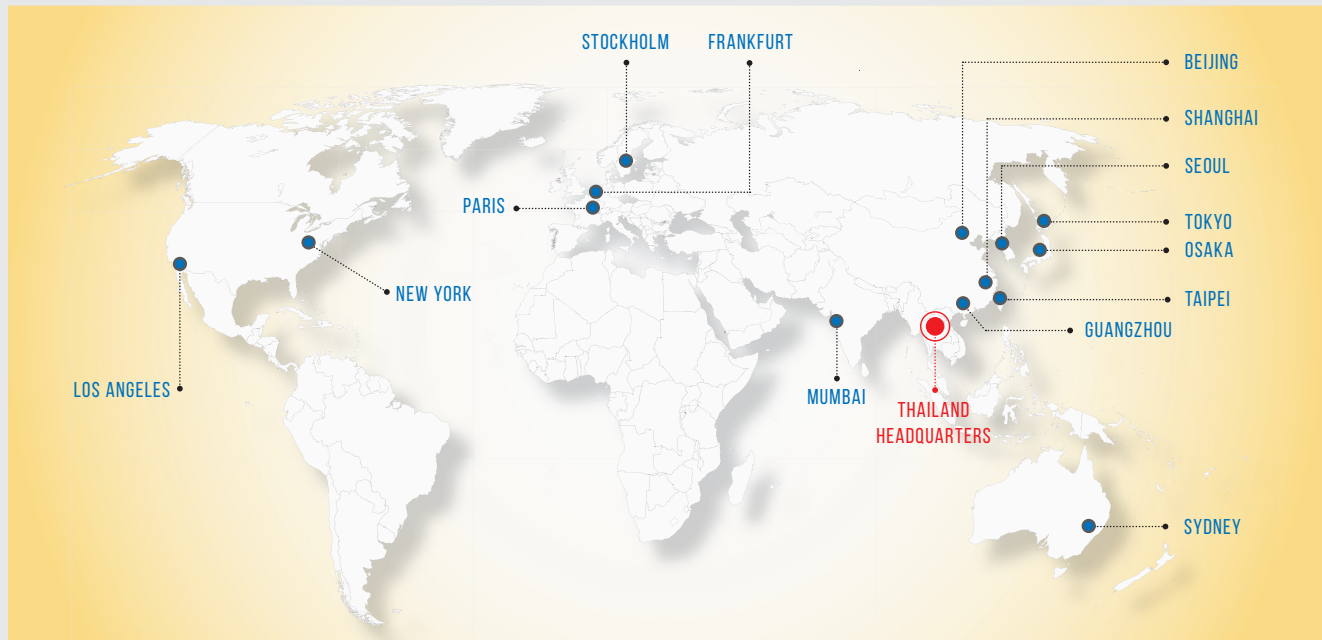 STOCKHOLM
FRANKFURT
BEIJING
SHANGHAI
SEOUL
PARIS
TOKYO
OSAKA
NEW YORK
TAIPEI
GUANGZHOU
LOS ANGELES
MUMBAI
THAILAND
HEADQUARTERS
SYDNEY